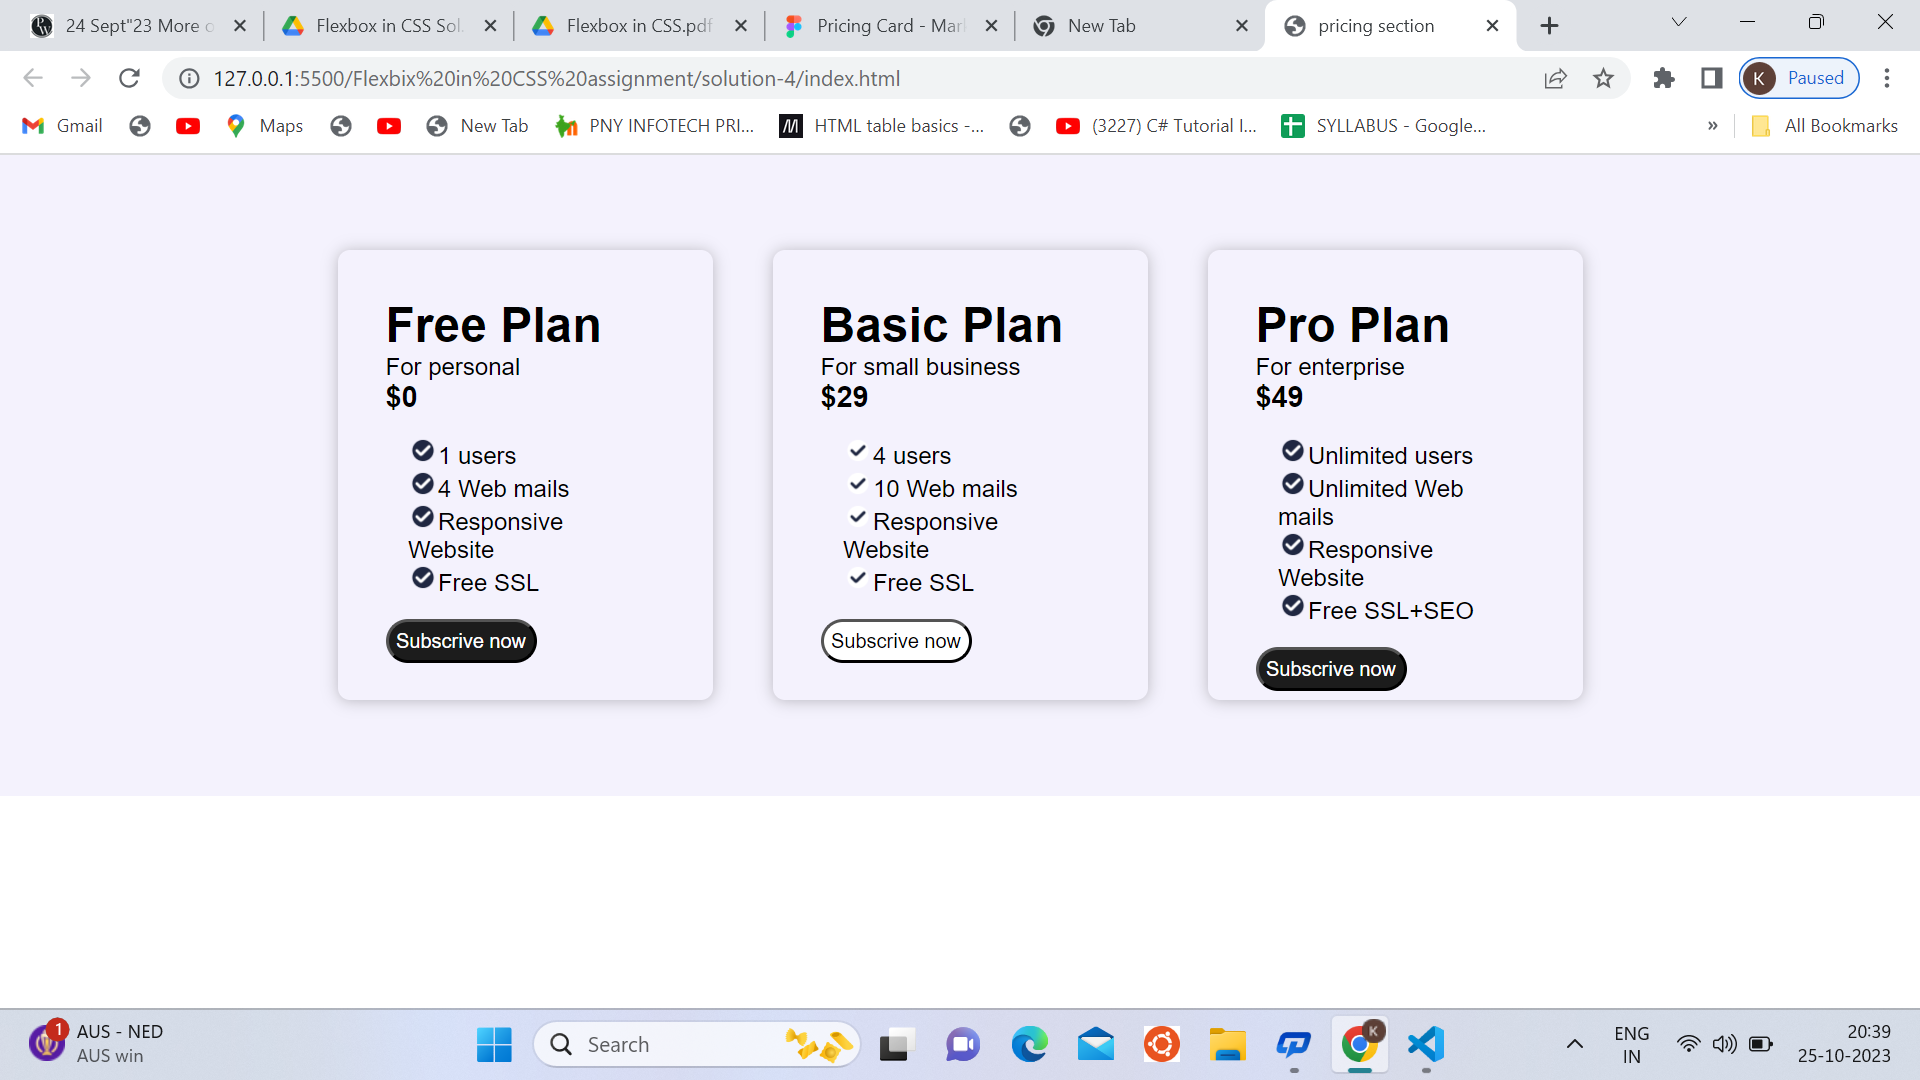 24 Sept"23 More o
Flexbox in CSS Sol
Flexbox in CSS.pdf
Pricing Card - Mar
New Tab
pricing section
127.0.0.1:5500/Flexbix%20in%20CSS%20assignment/solution-4/index.html
K Paused
Gmail
Maps
New Tab
PNY INFOTECH PRI...
HTML table basics -...
(3227) C# Tutorial I...
SYLLABUS - Google...
»
All Bookmarks
Free Plan
For personal
$0
1 users
4 Web mails
Responsive
Website
Free SSL
Subscrive now
Basic Plan
For small business
$29
4 users
10 Web mails
Responsive
Website
Free SSL
Subscrive now
Pro Plan
For enterprise
$49
Unlimited users
Unlimited Web
mails
Responsive
Website
Free SSL+SEO
Subscrive now
1
AUS - NED
AUS win
Search
K
ENG
IN
20:39
25-10-2023